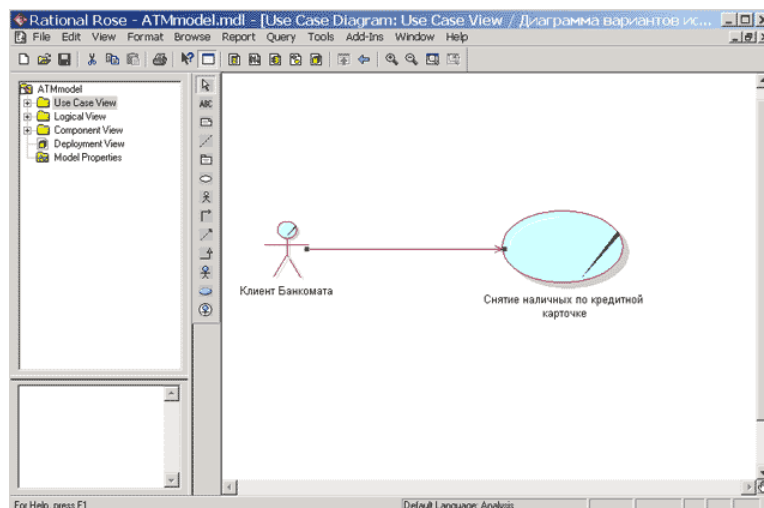 Rational Rose - ATMmodel.mdl - [Use Case Diagram: Use Case View / Диаграмма вариантов ис...
File Edit View Format Browse Report Query Tools Add-Ins Window Help
ATMmodel
Use Case View
Logical View
Component View
Deployment View
Model Properties
ABC
Клиент Банкомата
Снятие наличных по кредитной
карточке
For Help, press F1
Default Language: Analysis